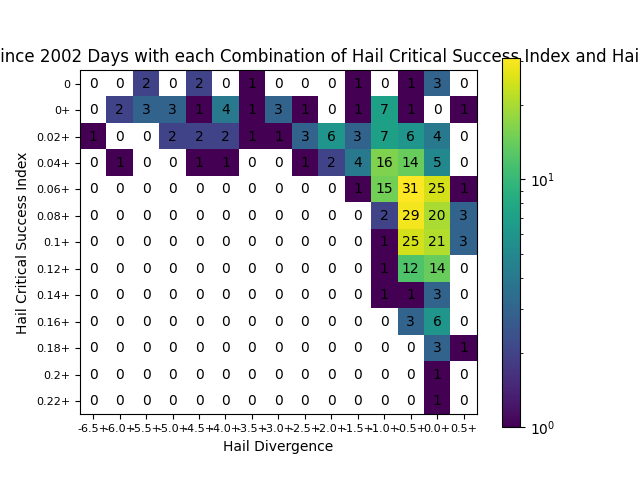 ince 2002 Days with each Combination of Hail Critical Success Index and Hai
0 0 0 2 0 2 0 1 0 0 0 1 0 1 3 0
0+ 0 2 3 3 1 4 1 3 1 0 1 7 1 0 1
0.02+ 1 0 0 2 2 2 1 1 3 6 3 7 6 4 0
0.04+ 0 1 0 0 1 1 0 0 1 2 4 16 14 5 0
0.06+ 0 0 0 0 0 0 0 0 0 0 1 15 31 25 1
0.08+ 0 0 0 0 0 0 0 0 0 0 0 2 29 20 3
0.1+ 0 0 0 0 0 0 0 0 0 0 0 1 25 21 3
0.12+ 0 0 0 0 0 0 0 0 0 0 0 1 12 14 0
0.14+ 0 0 0 0 0 0 0 0 0 0 0 1 1 3 0
0.16+ 0 0 0 0 0 0 0 0 0 0 0 0 3 6 0
0.18+ 0 0 0 0 0 0 0 0 0 0 0 0 0 3 1
0.2+ 0 0 0 0 0 0 0 0 0 0 0 0 0 1 0
0.22+ 0 0 0 0 0 0 0 0 0 0 0 0 0 1 0
-6.5+ -6.0+ -5.5+ -5.0+ -4.5+ -4.0+ -3.5+ -3.0+ -2.5+ -2.0+ -1.5+ -1.0+ -0.5+ 0.0+ 0.5+
Hail Divergence
Hail Critical Success Index
10¹
10⁰